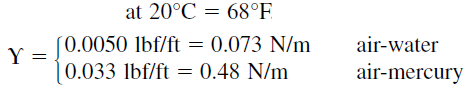 at 20°C = 68°F
Y = { 0.0050 lbf/ft = 0.073 N/m air-water
0.033 lbf/ft = 0.48 N/m air-mercury